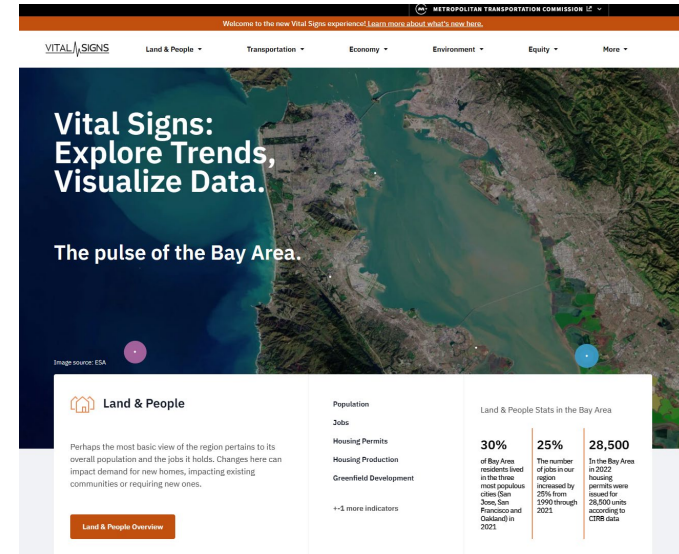 METROPOLITAN TRANSPORTATION COMMISSION
Welcome to the new Vital Signs experience! Learn more about what's new here.
VITAL SIGNS
Land & People
Transportation
Economy
Environment
Equity
More
Vital Signs:
Explore Trends,
Visualize Data.
The pulse of the Bay Area.
Image source: ESA
Land & People
Perhaps the most basic view of the region pertains to its
overall population and the jobs it holds. Changes here can
impact demand for new homes, impacting existing
communities or requiring new ones.
Land & People Overview
Population
Jobs
Housing Permits
Housing Production
Greenfield Development
+-1 more indicators
Land & People Stats in the Bay Area
30%
of Bay Area
residents lived
in the three
most populous
cities (San
Jose, San
Francisco and
Oakland) in
2021
25%
The number
of jobs in our
region
increased by
25% from
1990 through
2021
28,500
In the Bay Area
in 2022
housing
permits were
issued for
28,500 units
according to
CIRB data